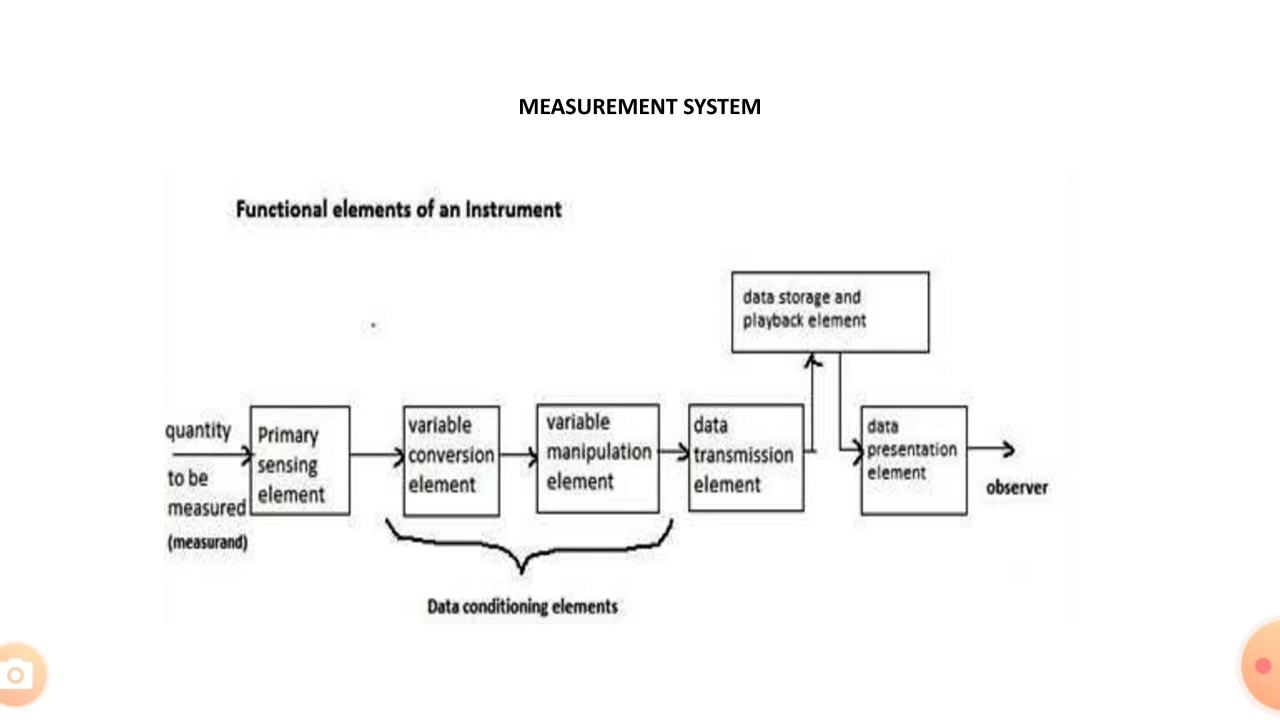 MEASUREMENT SYSTEM
Functional elements of an Instrument
data storage and
playback element
quantity
to be
measured
(measurand)
Primary
sensing
element
variable
conversion
element
variable
manipulation
element
data
transmission
element
data
presentation
element
observer
Data conditioning elements